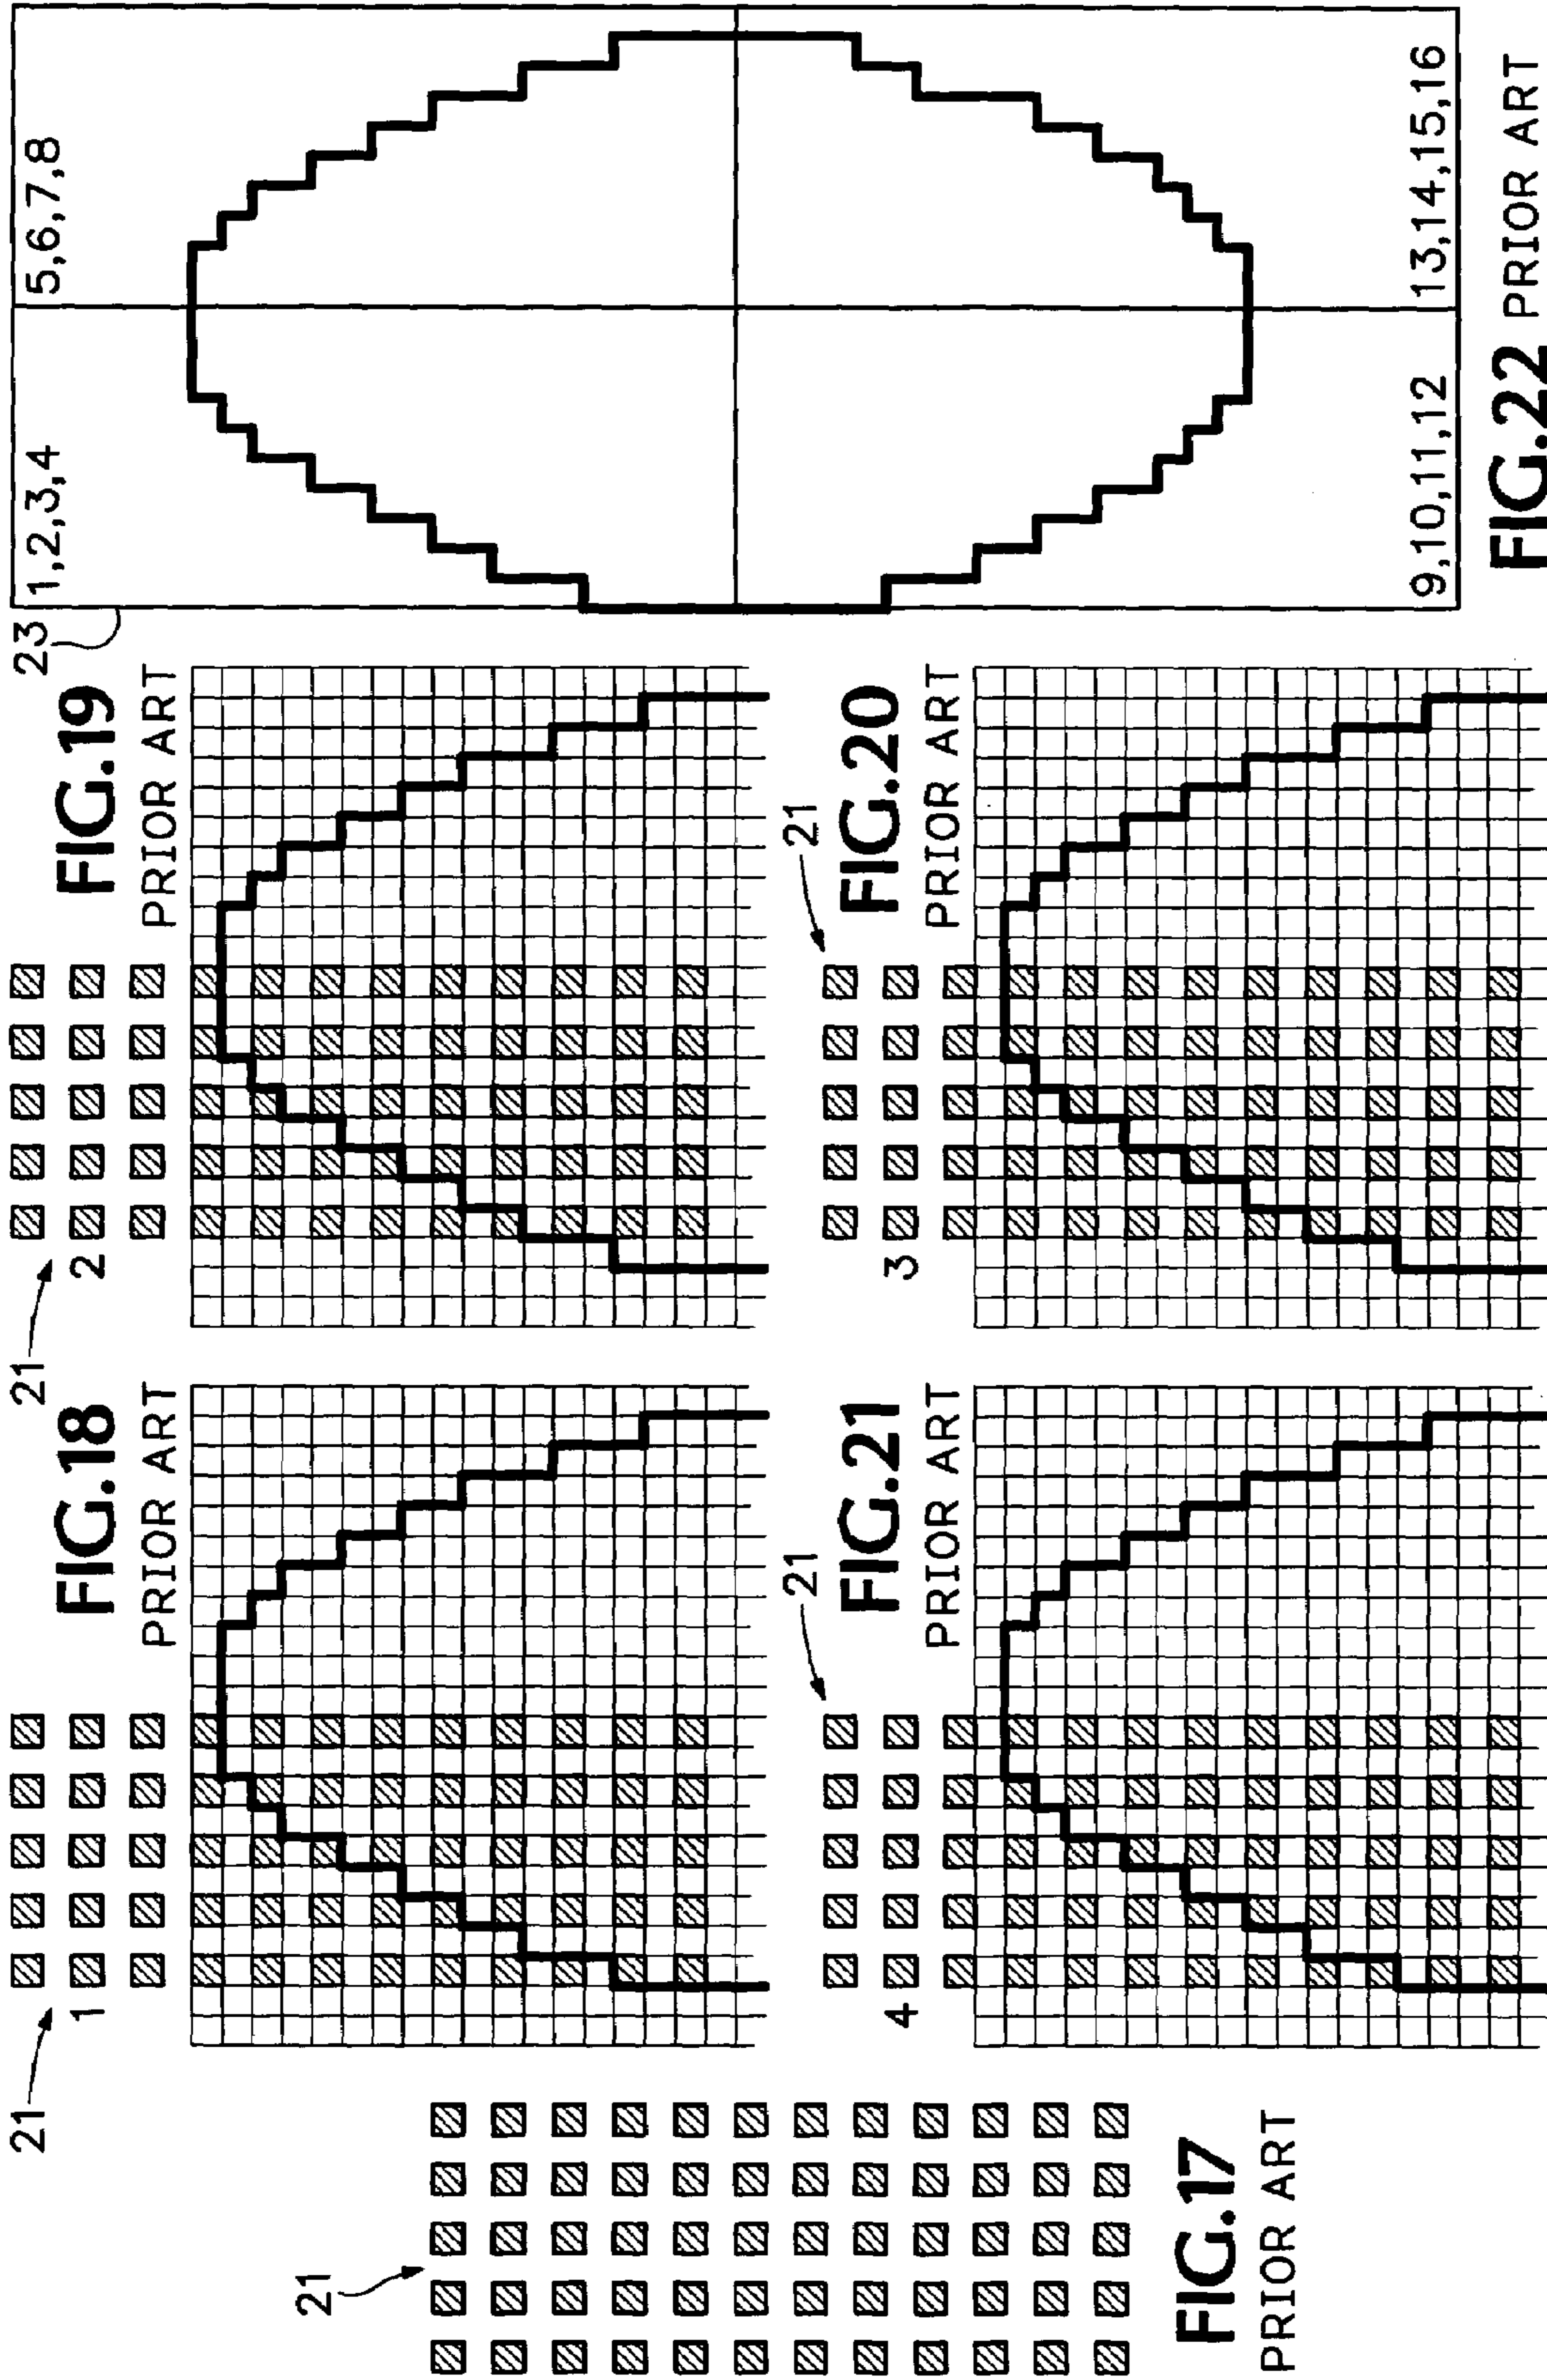 21
FIG.17
PRIOR ART
21
1
FIG.18
PRIOR ART
21
2
FIG.19
PRIOR ART
4
21
FIG.21
PRIOR ART
3
21
FIG.20
PRIOR ART
23
1,2,3,4
5,6,7,8
9,10,11,12
13,14,15,16
FIG.22 PRIOR ART